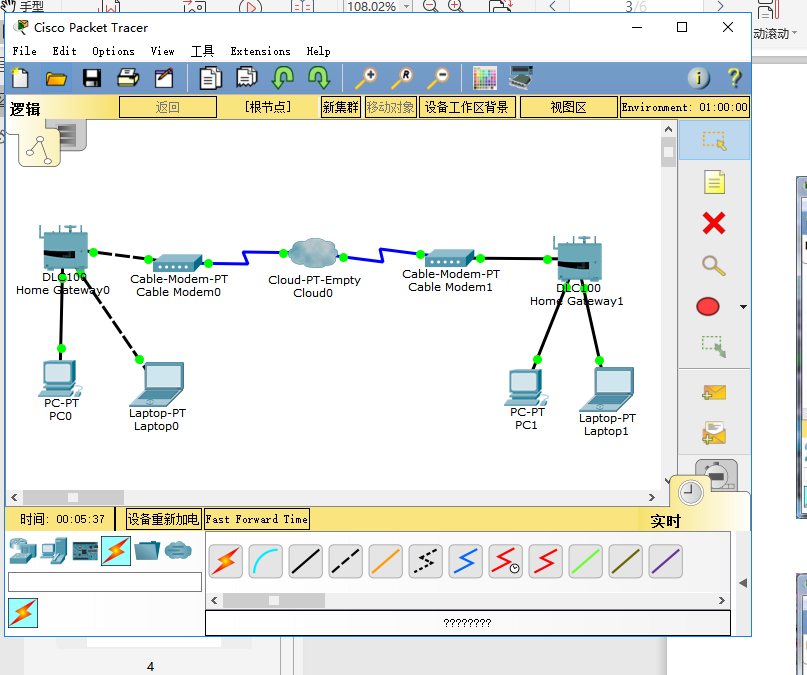 手型
108.02%
3/6
动滚动
Cisco Packet Tracer
File Edit Options View 工具 Extensions Help
逻辑 返回 [根节点] 新集群 移动对象 设备工作区背景 视图区 Environment: 01:00:00
DLC100
Home Gateway0
Cable-Modem-PT
Cable Modem0
Cloud-PT-Empty
Cloud0
Cable-Modem-PT
Cable Modem1
DLC100
Home Gateway1
PC-PT
PC0
Laptop-PT
Laptop0
PC-PT
PC1
Laptop-PT
Laptop1
时间: 00:05:37 设备重新加电 Fast Forward Time 实时
????????
4